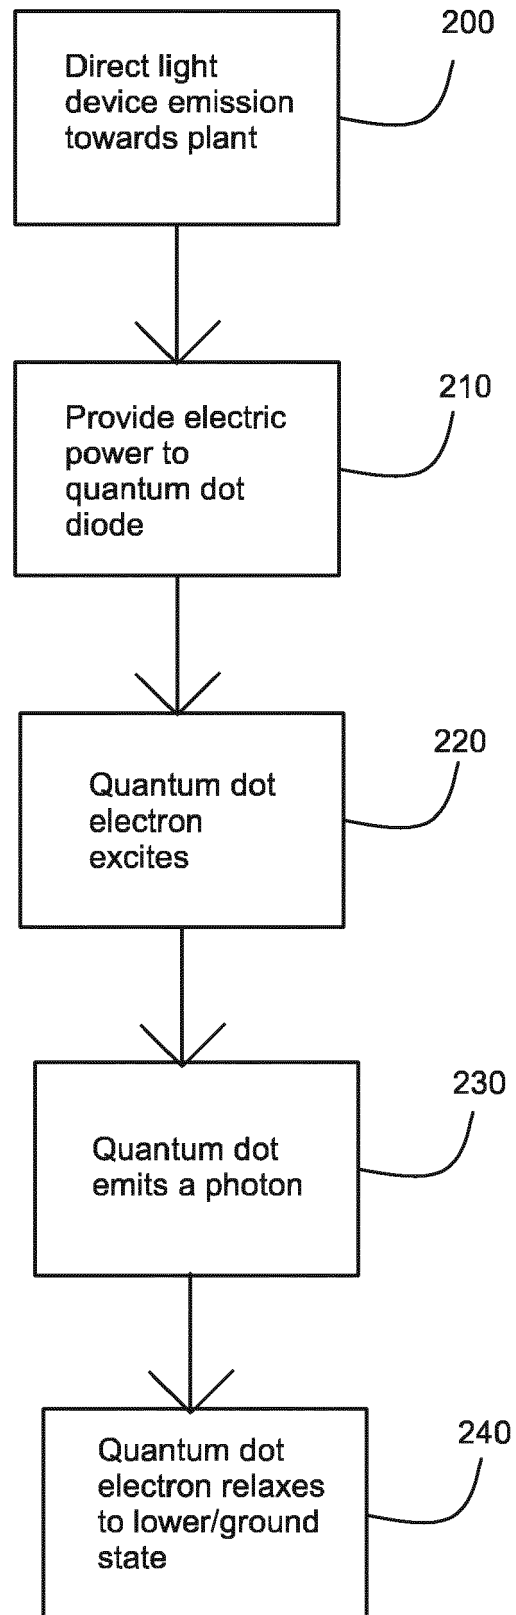 200
Direct light
device emission
towards plant
210
Provide electric
power to
quantum dot
diode
220
Quantum dot
electron
excites
230
Quantum dot
emits a photon
240
Quantum dot
electron relaxes
to lower/ground
state